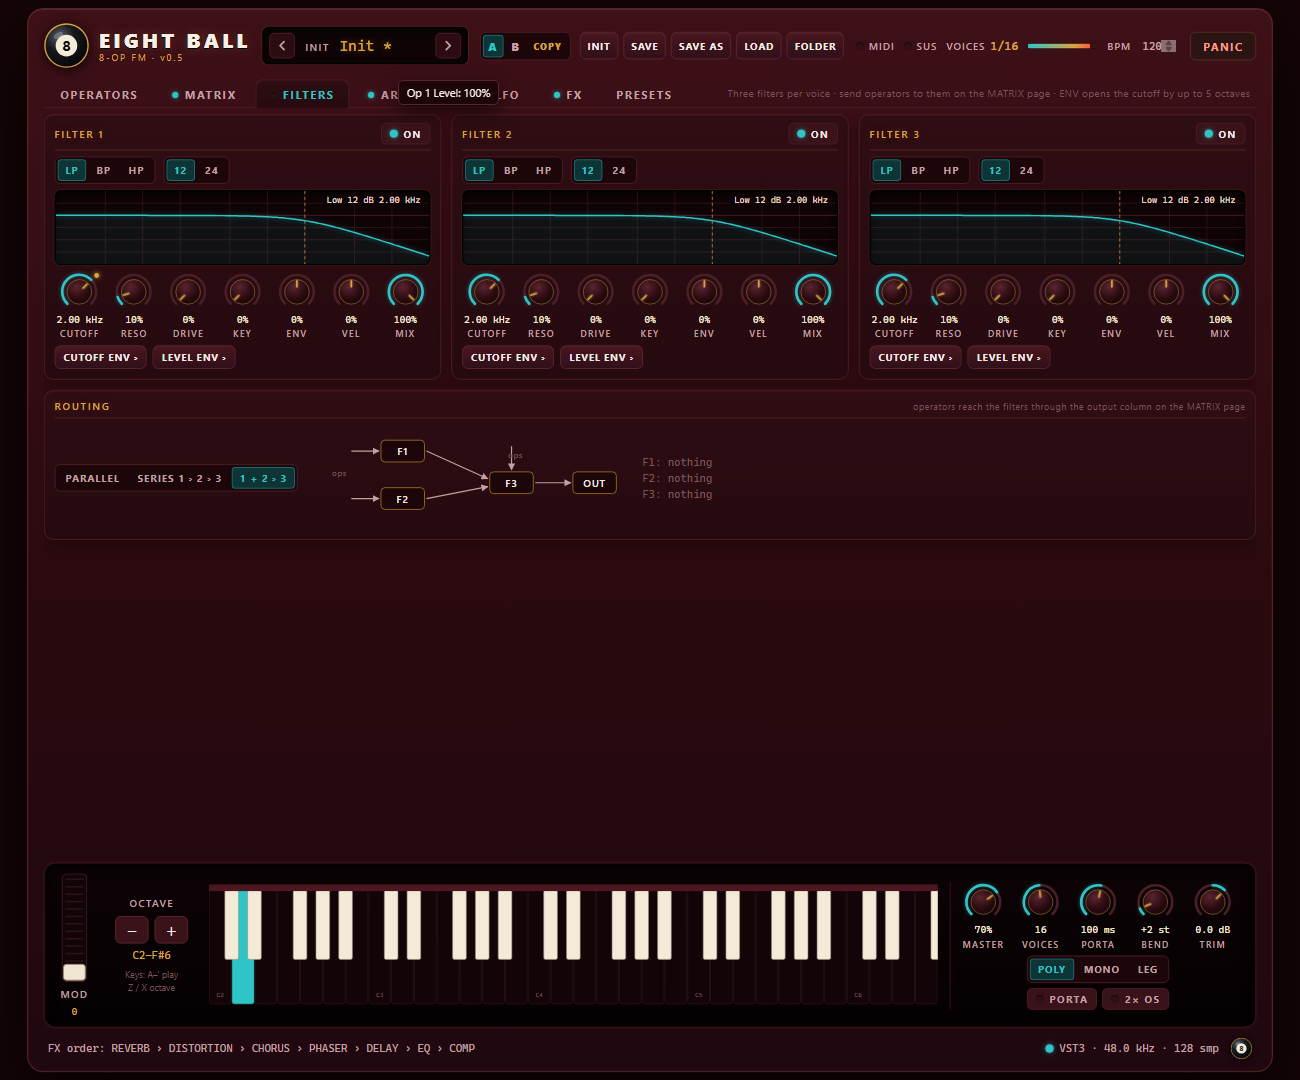 8 EIGHT BALL
8-OP FM · v0.5
INIT Init *
A B COPY
INIT SAVE SAVE AS LOAD FOLDER
MIDI SUS VOICES 1/16 BPM 120 PANIC
OPERATORS MATRIX FILTERS AR LFO FX PRESETS
Op 1 Level: 100%
Three filters per voice · send operators to them on the MATRIX page · ENV opens the cutoff by up to 5 octaves
FILTER 1 ON
LP BP HP 12 24
Low 12 dB 2.00 kHz
2.00 kHz 10% 0% 0% 0% 0% 100%
CUTOFF RESO DRIVE KEY ENV VEL MIX
CUTOFF ENV > LEVEL ENV >
FILTER 2 ON
LP BP HP 12 24
Low 12 dB 2.00 kHz
2.00 kHz 10% 0% 0% 0% 0% 100%
CUTOFF RESO DRIVE KEY ENV VEL MIX
CUTOFF ENV > LEVEL ENV >
FILTER 3 ON
LP BP HP 12 24
Low 12 dB 2.00 kHz
2.00 kHz 10% 0% 0% 0% 0% 100%
CUTOFF RESO DRIVE KEY ENV VEL MIX
CUTOFF ENV > LEVEL ENV >
ROUTING
operators reach the filters through the output column on the MATRIX page
PARALLEL SERIES 1 > 2 > 3 1 + 2 > 3
ops F1 F2 ops F3 OUT
F1: nothing
F2: nothing
F3: nothing
MOD
0
OCTAVE
− +
C2–F#6
Keys: A–' play
Z / X octave
C2 C3 C4 C5 C6
70% 16 100 ms +2 st 0.0 dB
MASTER VOICES PORTA BEND TRIM
POLY MONO LEG
PORTA 2× OS
FX order: REVERB > DISTORTION > CHORUS > PHASER > DELAY > EQ > COMP
VST3 · 48.0 kHz · 128 smp 8